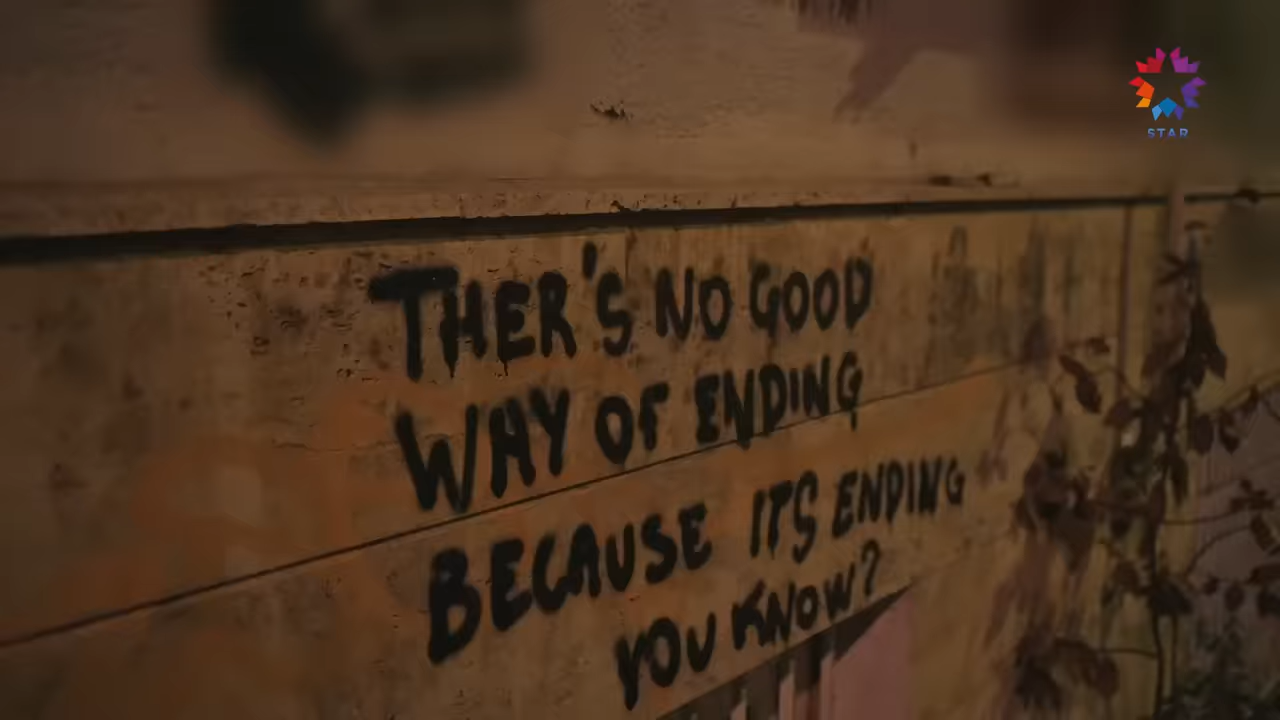 STAR
THER'S NO GOOD
WAY OF ENDING
BECAUSE ITS ENDING
YOU KNOW?